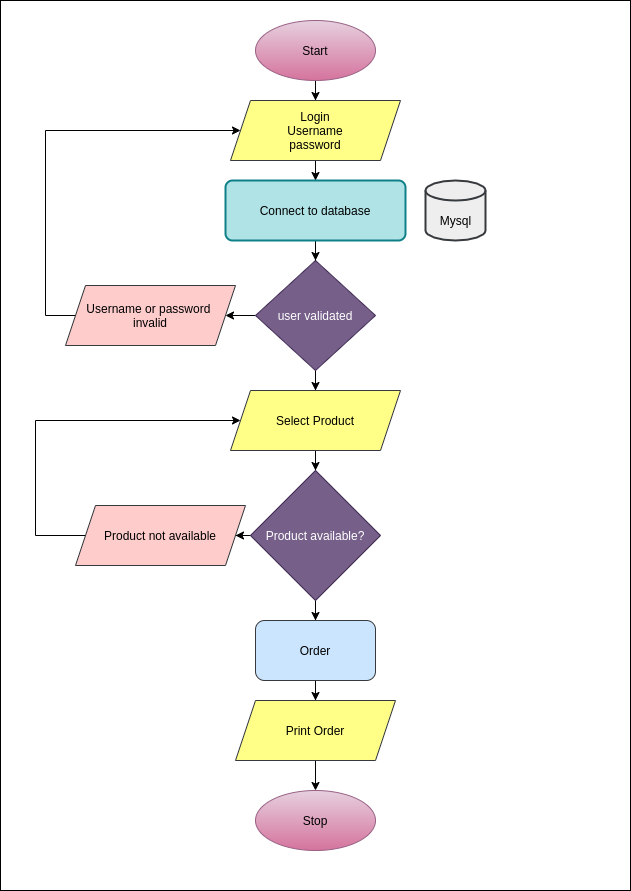 Start
Login
Username
password
Connect to database
Mysql
user validated
Username or password
invalid
Select Product
Product available?
Product not available
Order
Print Order
Stop